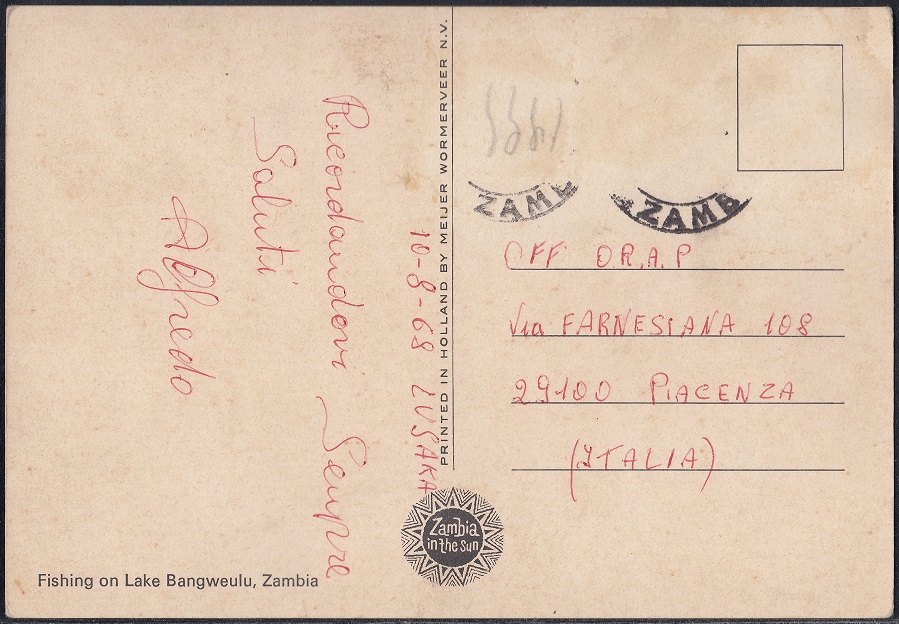 10-8-68 LUSAKA
Ricordandovi Sempre
Saluti
Alfredo
PRINTED IN HOLLAND BY MEIJER WORMERVEER N.V.
ZAMB
ZAMB
OFF O.R.A.P
Via FARNESIANA 108
29100 PIACENZA
(ITALIA)
Zambia
in the sun
Fishing on Lake Bangweulu, Zambia